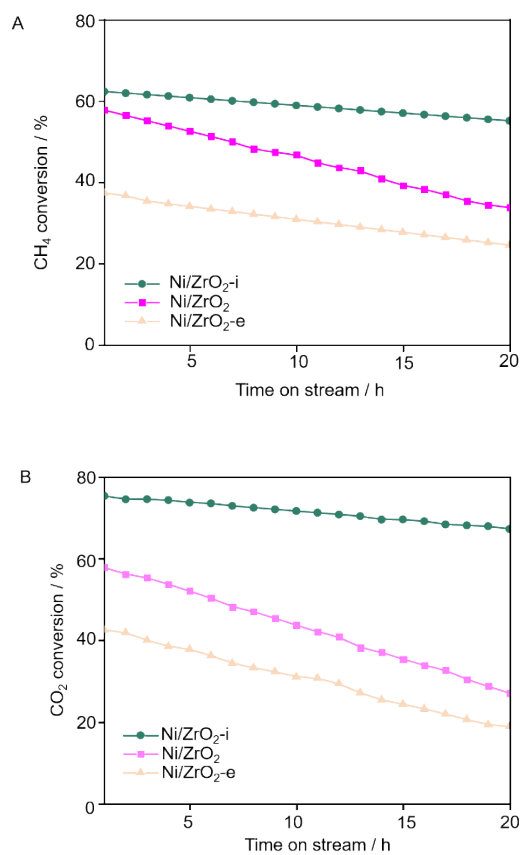 A
80
60
40
20
0
CH₄ conversion / %
Ni/ZrO₂-i
Ni/ZrO₂
Ni/ZrO₂-e
5 10 15 20
Time on stream / h
B
80
60
40
20
0
CO₂ conversion / %
Ni/ZrO₂-i
Ni/ZrO₂
Ni/ZrO₂-e
5 10 15 20
Time on stream / h